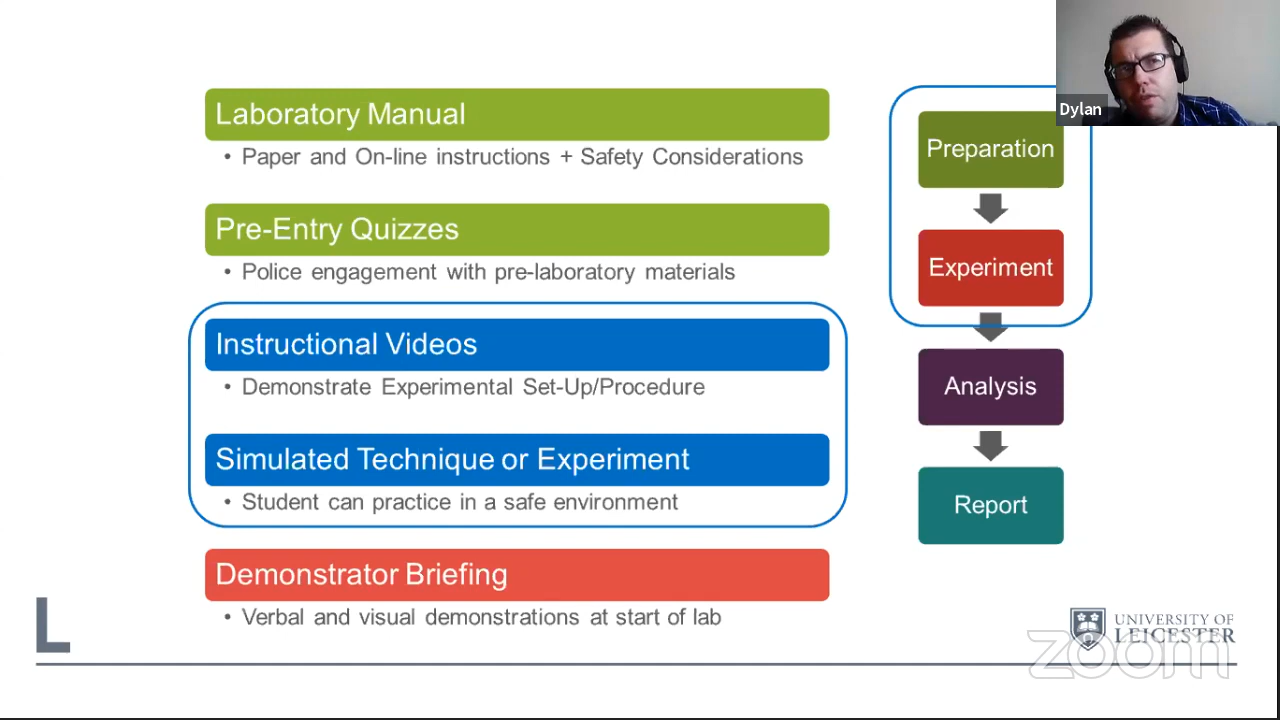 Laboratory Manual
• Paper and On-line instructions + Safety Considerations
Pre-Entry Quizzes
• Police engagement with pre-laboratory materials
Instructional Videos
• Demonstrate Experimental Set-Up/Procedure
Simulated Technique or Experiment
• Student can practice in a safe environment
Demonstrator Briefing
• Verbal and visual demonstrations at start of lab
Dylan
Preparation
Experiment
Analysis
Report
L
UNIVERSITY OF
LEICESTER
zoom